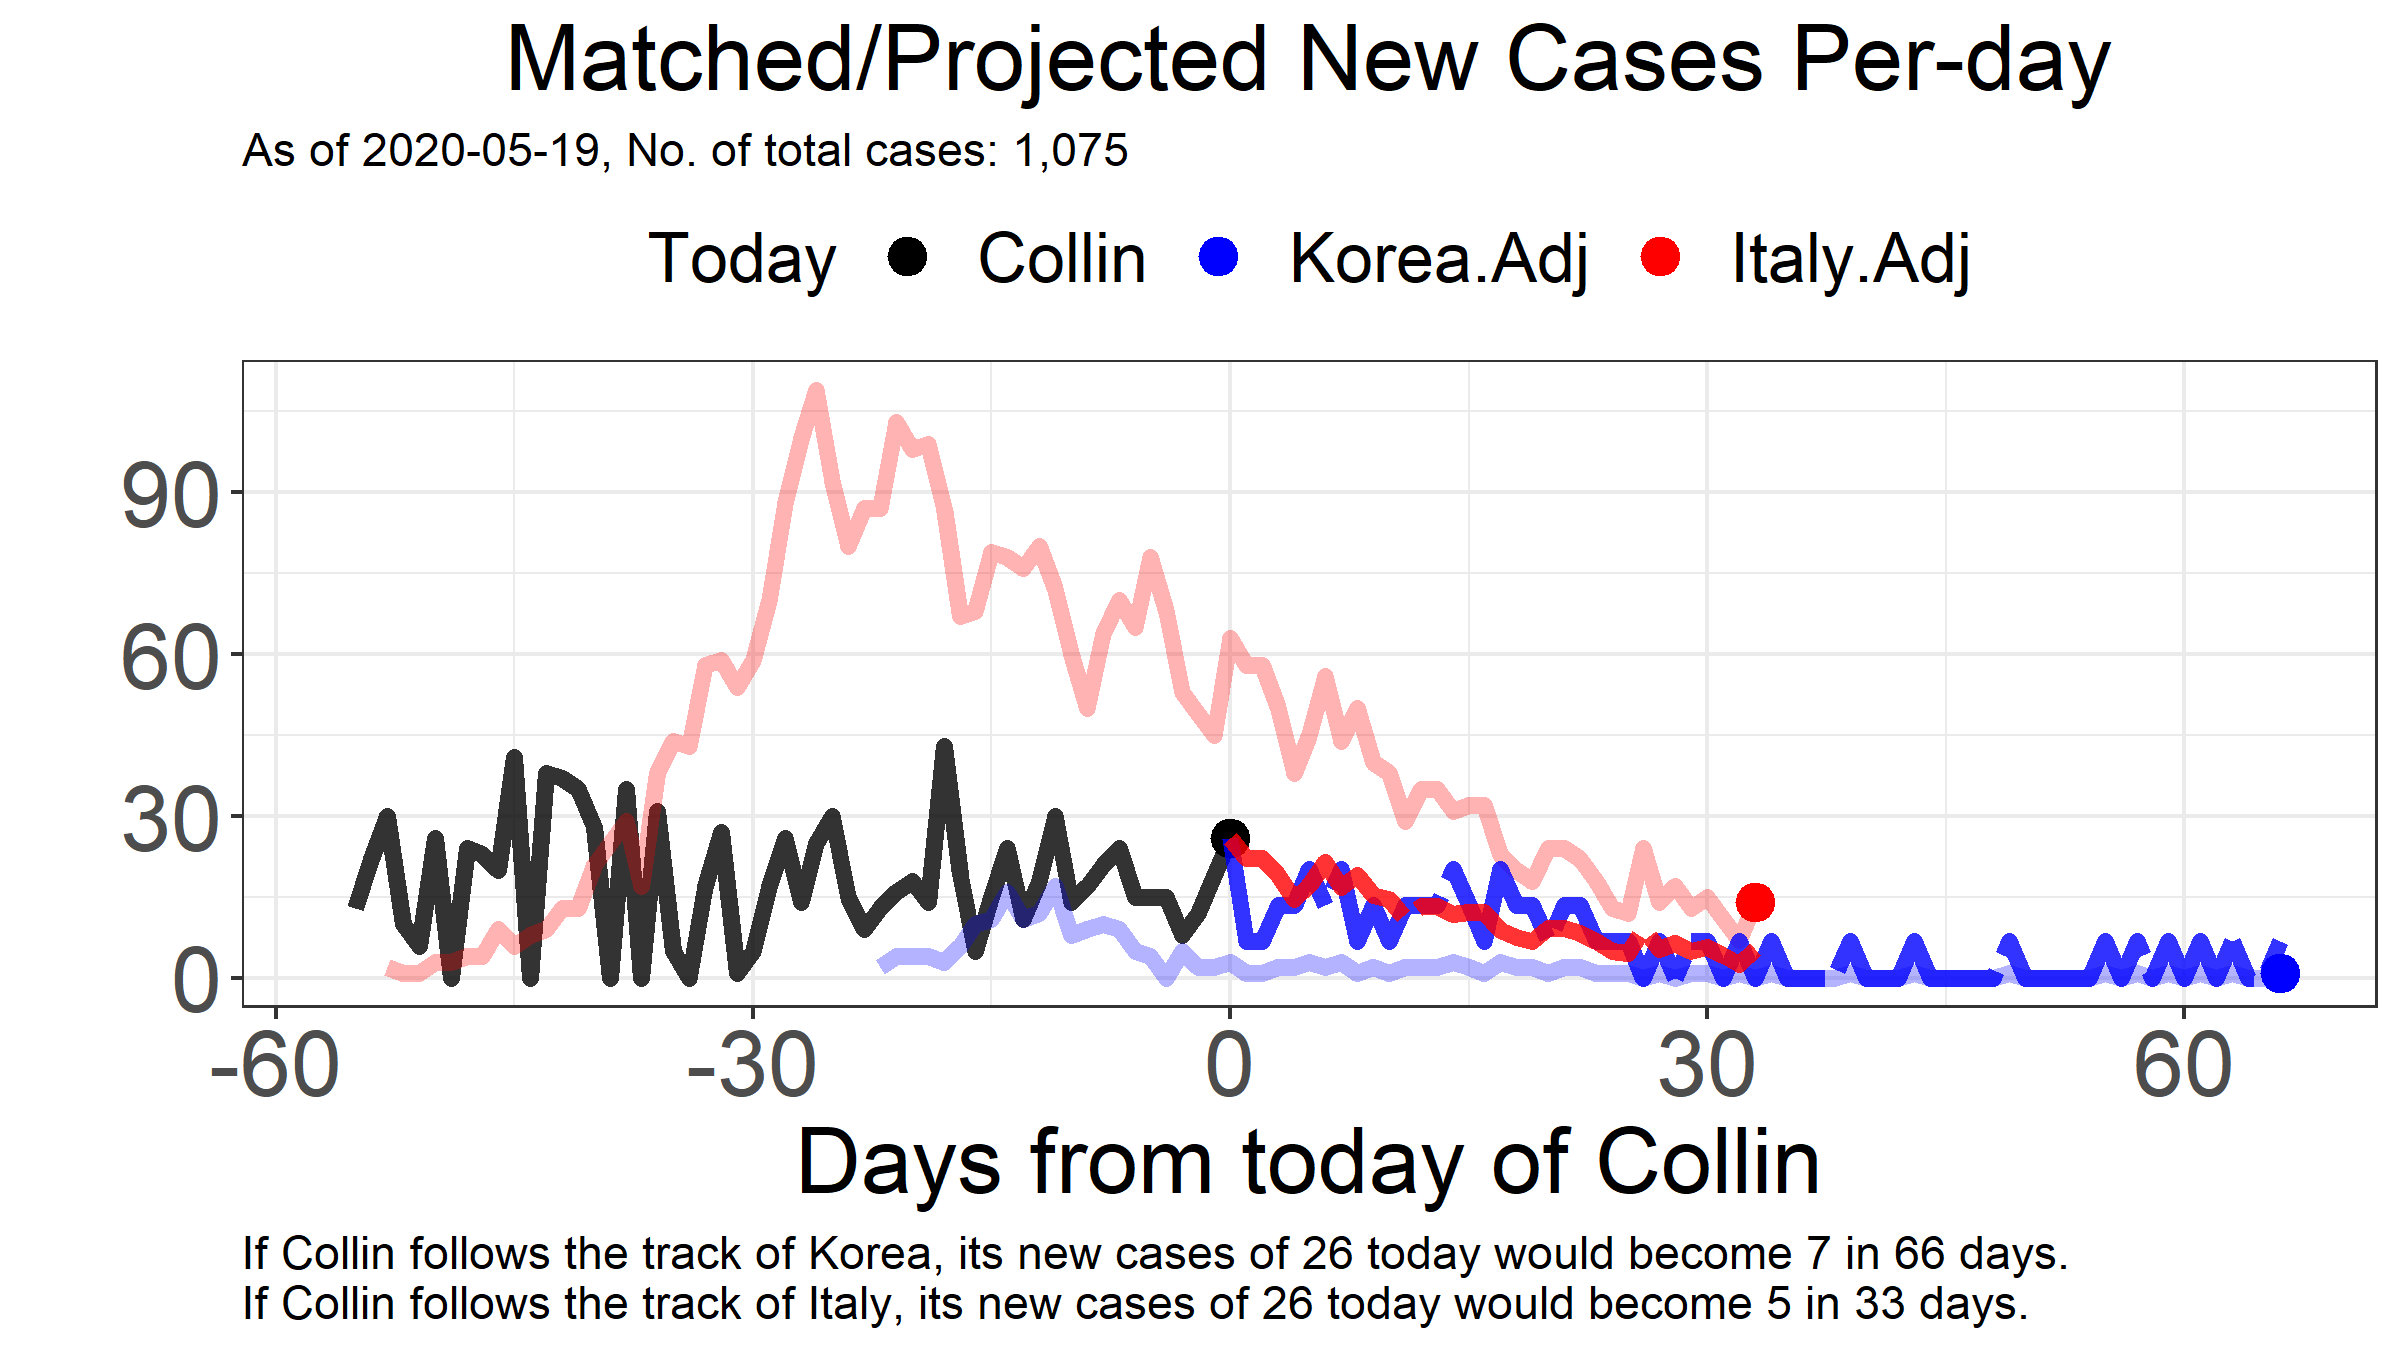 Matched/Projected New Cases Per-day
As of 2020-05-19, No. of total cases: 1,075
Today Collin Korea.Adj Italy.Adj
90
60
30
0
-60 -30 0 30 60
Days from today of Collin
If Collin follows the track of Korea, its new cases of 26 today would become 7 in 66 days.
If Collin follows the track of Italy, its new cases of 26 today would become 5 in 33 days.